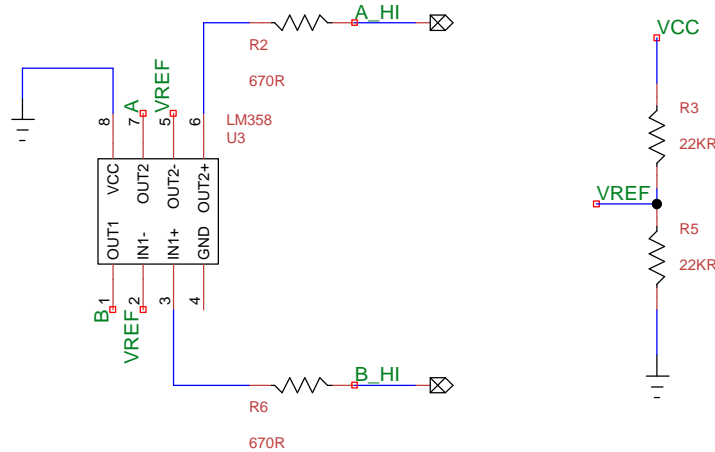 A_HI
R2
670R
VCC
A
VREF
LM358
U3
8
7
5
6
VCC
OUT2
OUT2-
OUT2+
OUT1
IN1-
IN1+
GND
1
2
3
4
B
VREF
R3
22KR
VREF
R5
22KR
B_HI
R6
670R